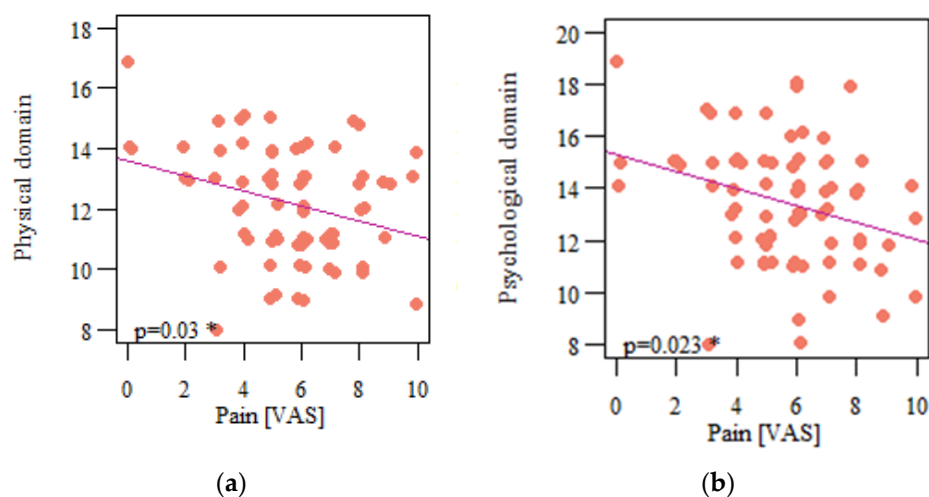 18
16
14
12
10
8
Physical domain
p=0.03 *
0 2 4 6 8 10
Pain [VAS]
(a)
20
18
16
14
12
10
8
Psychological domain
p=0.023 *
0 2 4 6 8 10
Pain [VAS]
(b)